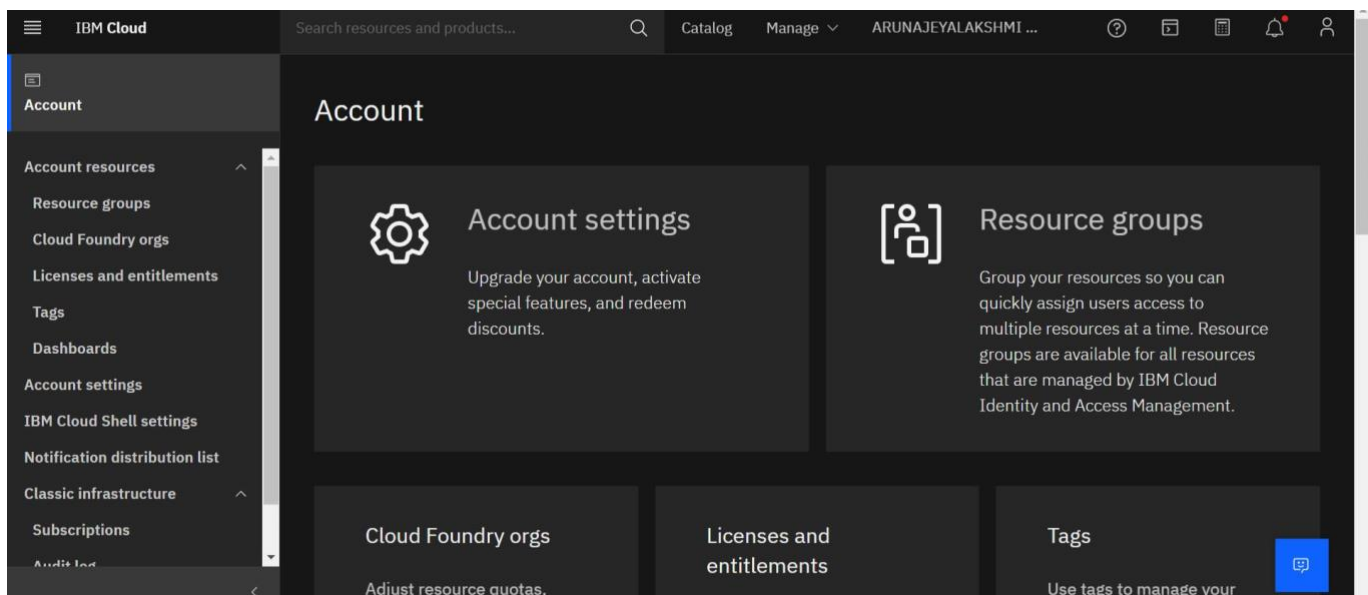 IBM Cloud
Search resources and products...
Catalog
Manage
ARUNAJEYALAKSHMI ...
Account
Account resources
Resource groups
Cloud Foundry orgs
Licenses and entitlements
Tags
Dashboards
Account settings
IBM Cloud Shell settings
Notification distribution list
Classic infrastructure
Subscriptions
Audit log
Account
Account settings
Upgrade your account, activate
special features, and redeem
discounts.
Resource groups
Group your resources so you can
quickly assign users access to
multiple resources at a time. Resource
groups are available for all resources
that are managed by IBM Cloud
Identity and Access Management.
Cloud Foundry orgs
Adjust resource quotas,
Licenses and
entitlements
Tags
Use tags to manage your